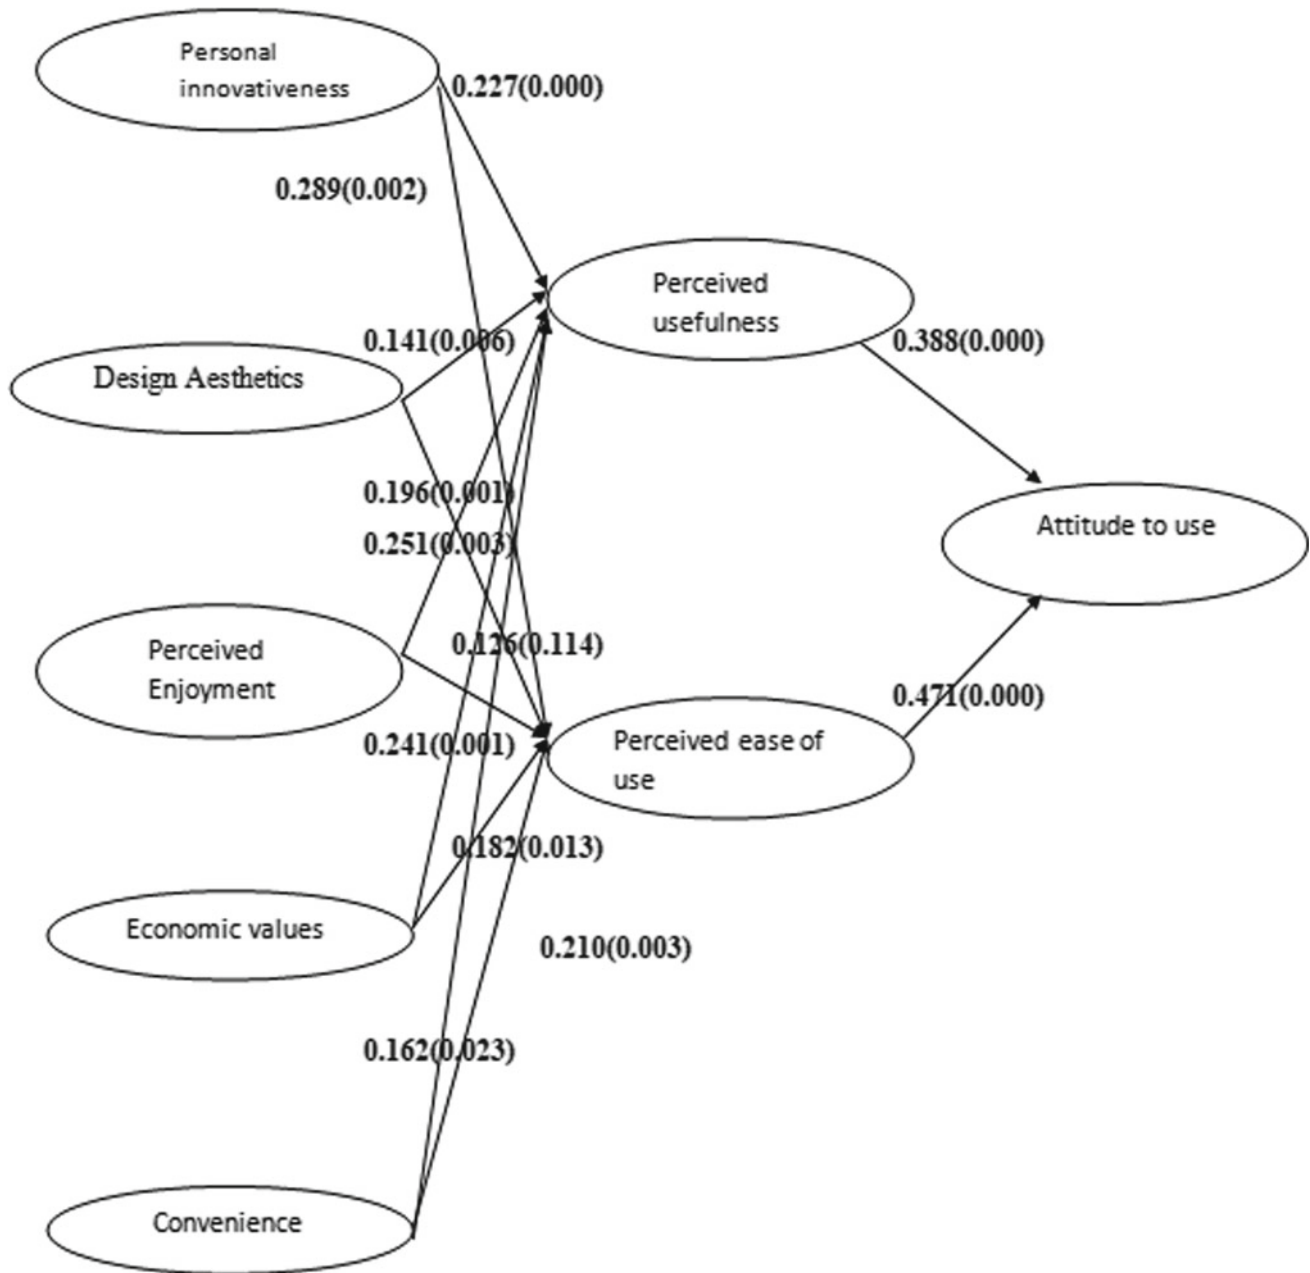 Personal
innovativeness
0.227(0.000)
0.289(0.002)
Perceived
usefulness
0.141(0.006)
0.388(0.000)
Design Aesthetics
0.196(0.001)
0.251(0.003)
Attitude to use
Perceived
Enjoyment
0.126(0.114)
0.471(0.000)
0.241(0.001)
Perceived ease of
use
0.182(0.013)
Economic values
0.210(0.003)
0.162(0.023)
Convenience